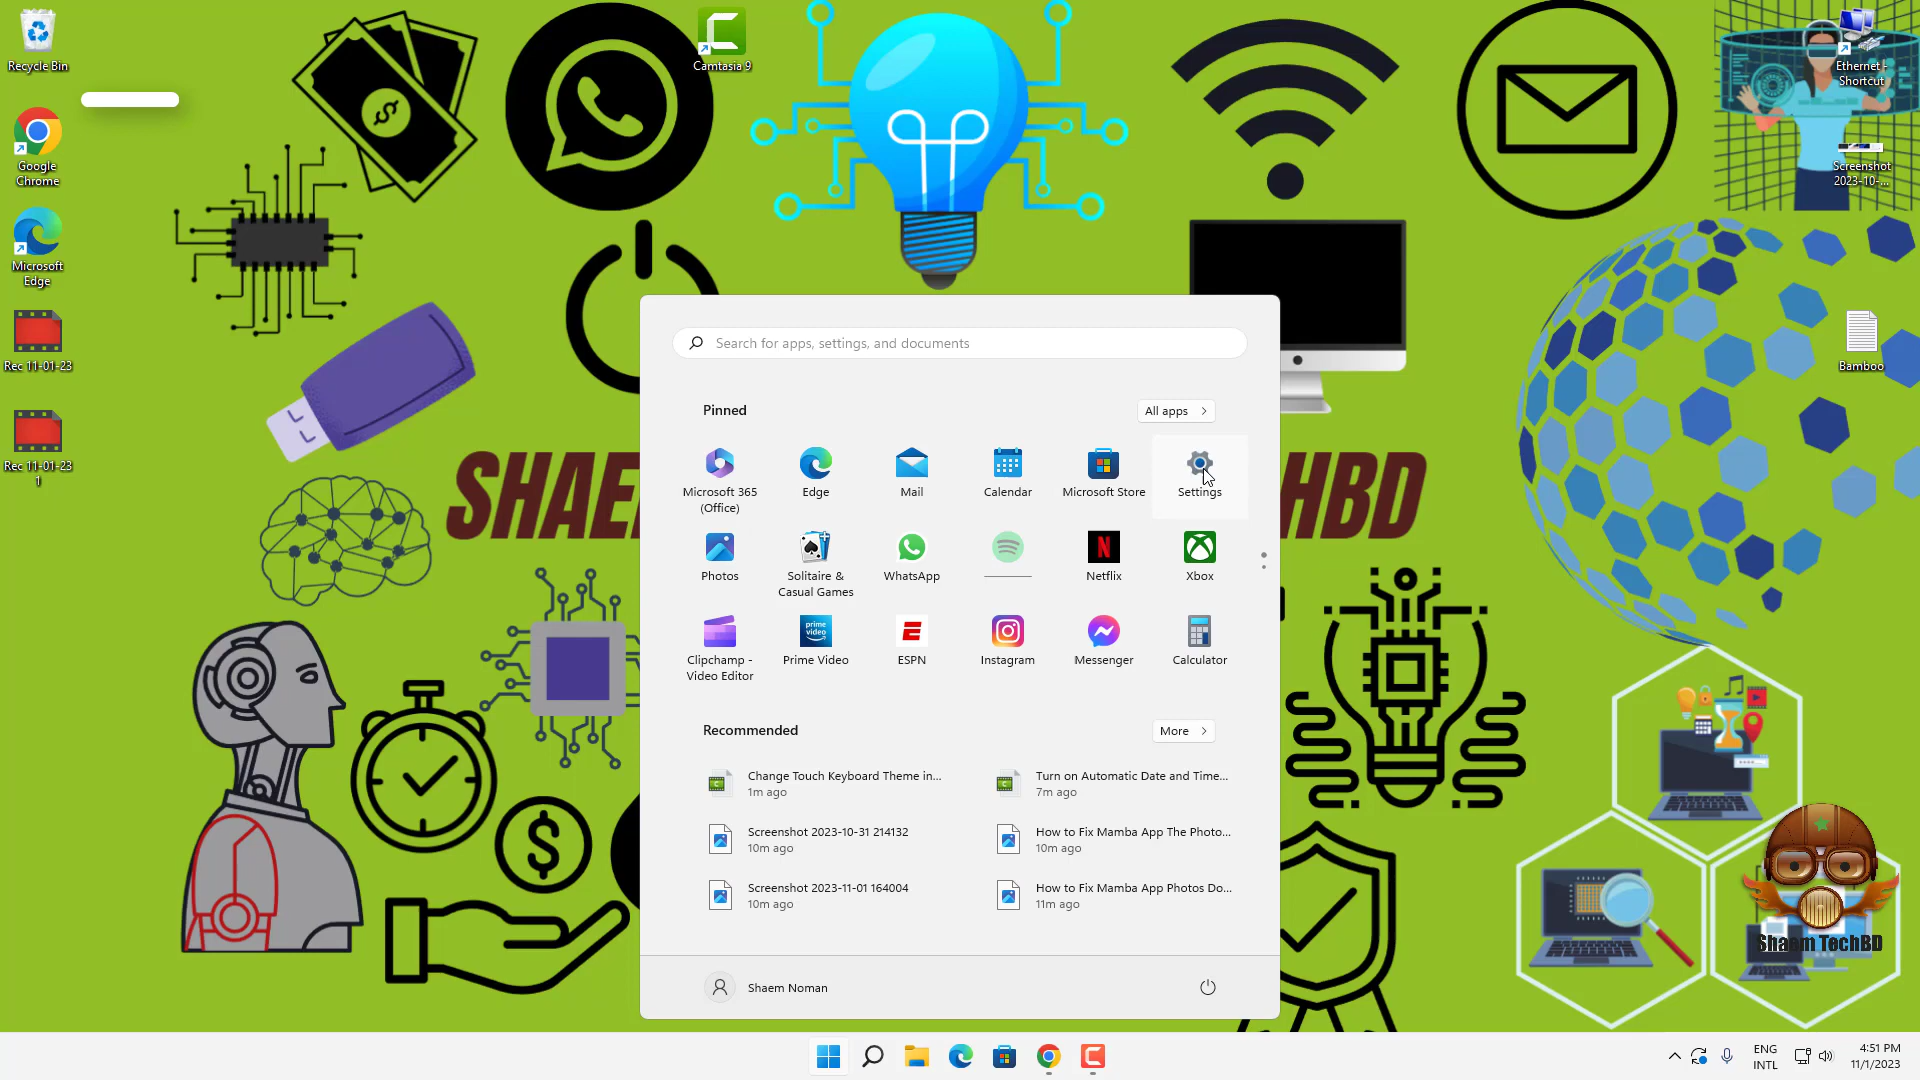 Recycle Bin
Google
Chrome
Microsoft
Edge
Rec 11-01-23
Rec 11-01-23
1
Camtasia 9
Ethernet -
Shortcut
Screenshot
2023-10-...
Bamboo
SHAE
HBD
Shaem TechBD
Search for apps, settings, and documents
Pinned
All apps
Microsoft 365
(Office)
Edge
Mail
Calendar
Microsoft Store
Settings
Photos
Solitaire &
Casual Games
WhatsApp
Netflix
Xbox
prime
video
Clipchamp -
Video Editor
Prime Video
ESPN
Instagram
Messenger
Calculator
Recommended
More
Change Touch Keyboard Theme in...
1m ago
Turn on Automatic Date and Time...
7m ago
Screenshot 2023-10-31 214132
10m ago
How to Fix Mamba App The Photo...
10m ago
Screenshot 2023-11-01 164004
10m ago
How to Fix Mamba App Photos Do...
11m ago
Shaem Noman
ENG
INTL
4:51 PM
11/1/2023